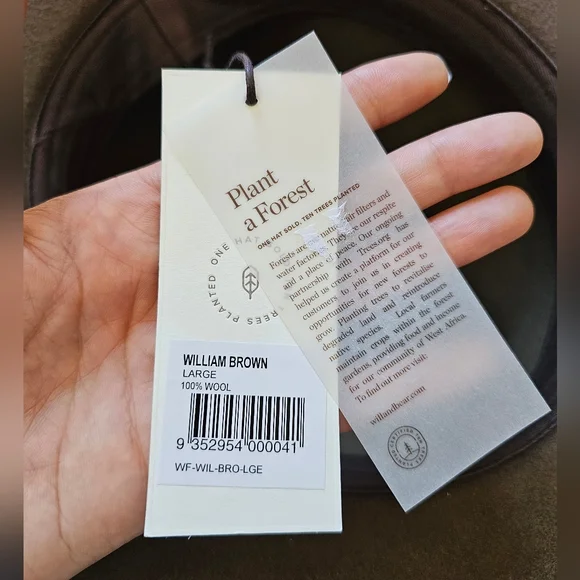 Plant
a Forest
ONE HAT SOLD. TEN TREES PLANTED
Forests are natural air filters and
water factories. They are our respite
and a place of peace. Our ongoing
partnership with Trees.org has
helped us create a platform for our
customers to join us in creating
opportunities for new forests to
grow. Planting trees to revitalise
degraded land and reintroduce
native species. Local farmers
maintain crops within the forest
gardens, providing food and income
for our community of West Africa.
To find out more visit:
willandbear.com
ONE HAT TREES PLANTED
WILLIAM BROWN
LARGE
100% WOOL
9 352954 000041
WF-WIL-BRO-LGE